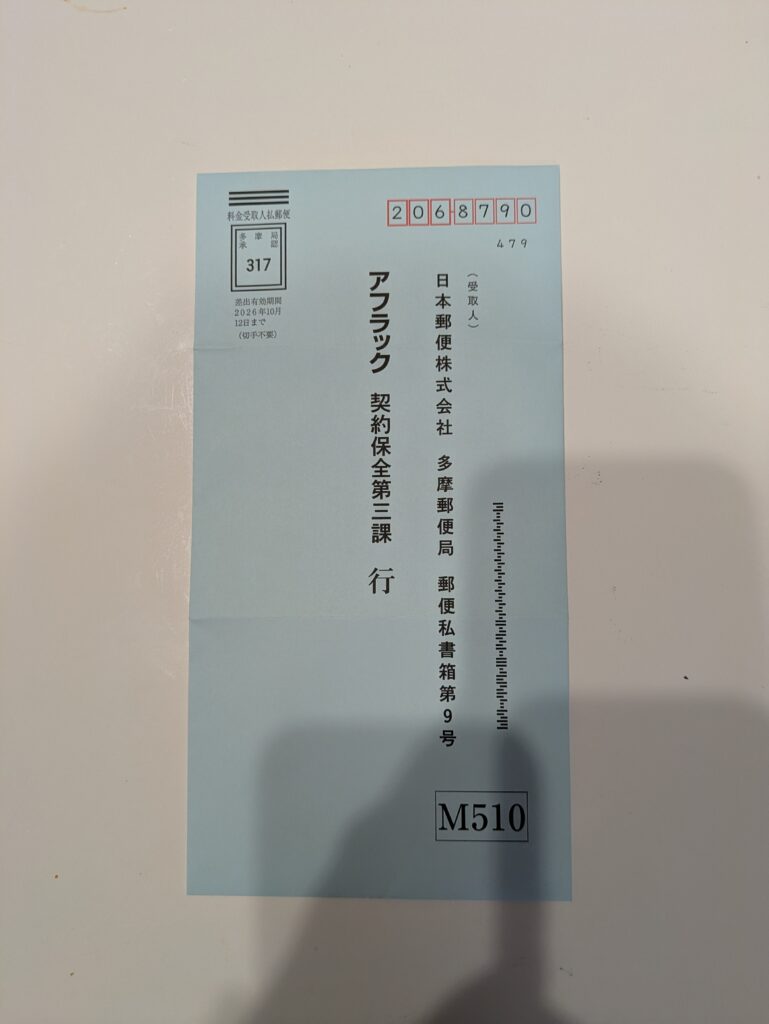 料金受取人払郵便
多摩局
承認
317
差出有効期間
2026年10月
12日まで
(切手不要)
2068790
479
(受取人)
日本郵便株式会社 多摩郵便局 郵便私書箱第9号
アフラック 契約保全第三課 行
M510